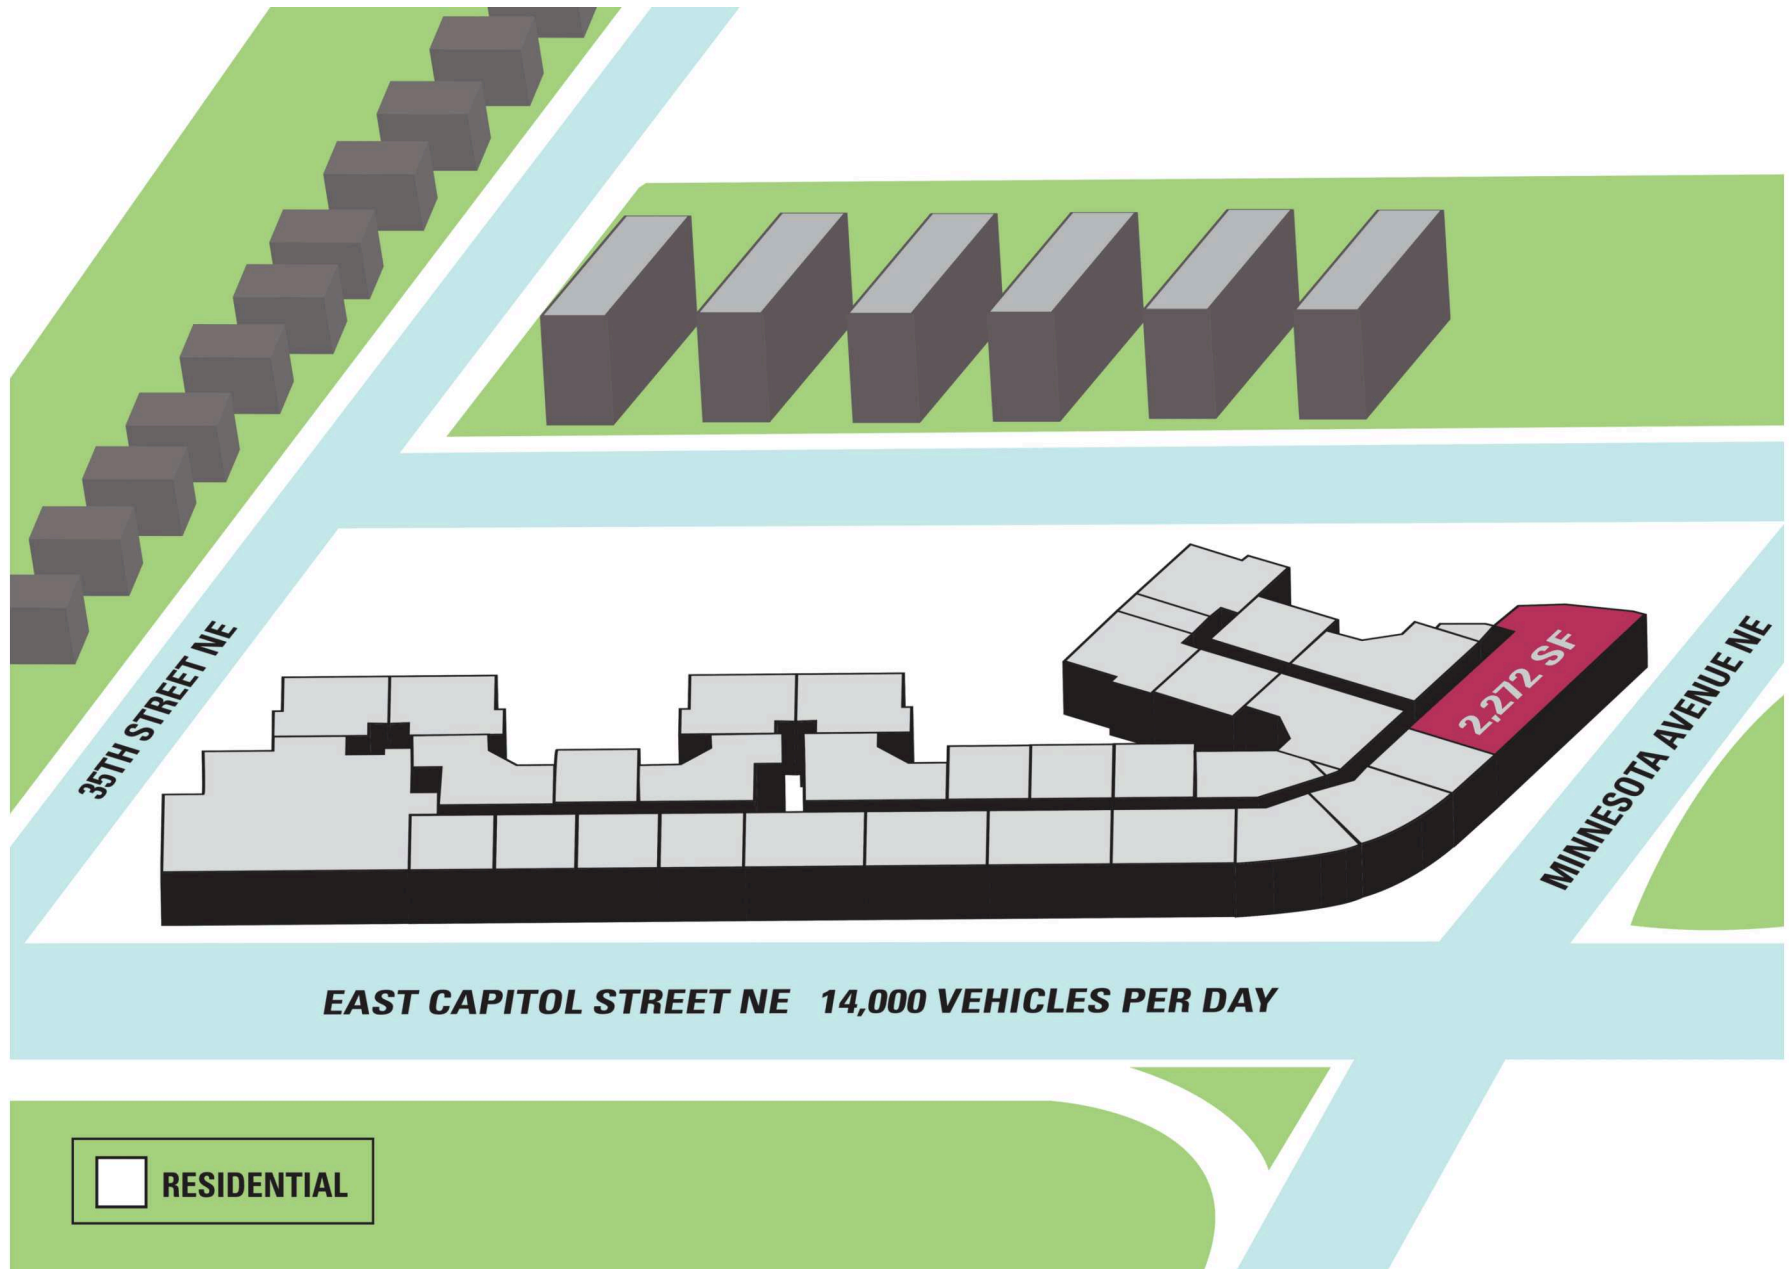 2,272 SF
35TH STREET NE
MINNESOTA AVENUE NE
EAST CAPITOL STREET NE 14,000 VEHICLES PER DAY
RESIDENTIAL